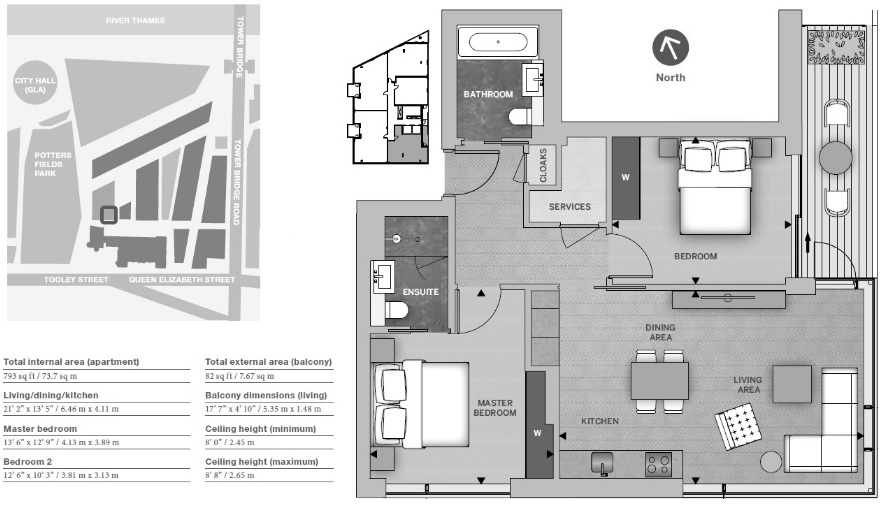 RIVER THAMES
TOWER BRIDGE
CITY HALL
(GLA)
POTTERS
FIELDS
PARK
TOWER BRIDGE ROAD
TOOLEY STREET
QUEEN ELIZABETH STREET
Total internal area (apartment)
793 sq ft / 73.7 sq m
Living/dining/kitchen
21' 2" x 13' 5" / 6.46 m x 4.11 m
Master bedroom
13' 6" x 12' 9" / 4.13 m x 3.89 m
Bedroom 2
12' 6" x 10' 3" / 3.81 m x 3.13 m
Total external area (balcony)
82 sq ft / 7.67 sq m
Balcony dimensions (living)
17' 7" x 4' 10" / 5.35 m x 1.48 m
Ceiling height (minimum)
8' 0" / 2.45 m
Ceiling height (maximum)
8' 8" / 2.65 m
North
BATHROOM
CLOAKS
SERVICES
W
BEDROOM
ENSUITE
DINING
AREA
LIVING
AREA
MASTER
BEDROOM
W
KITCHEN